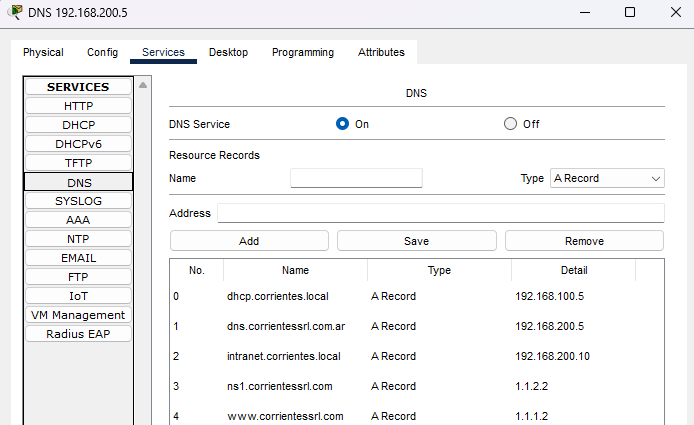 DNS 192.168.200.5
Physical Config Services Desktop Programming Attributes
SERVICES
HTTP
DHCP
DHCPv6
TFTP
DNS
SYSLOG
AAA
NTP
EMAIL
FTP
IoT
VM Management
Radius EAP
DNS
DNS Service On Off
Resource Records
Name Type A Record
Address
Add Save Remove
No. Name Type Detail
0 dhcp.corrientes.local A Record 192.168.100.5
1 dns.corrientessrl.com.ar A Record 192.168.200.5
2 intranet.corrientes.local A Record 192.168.200.10
3 ns1.corrientessrl.com A Record 1.1.2.2
4 www.corrientessrl.com A Record 1.1.1.2